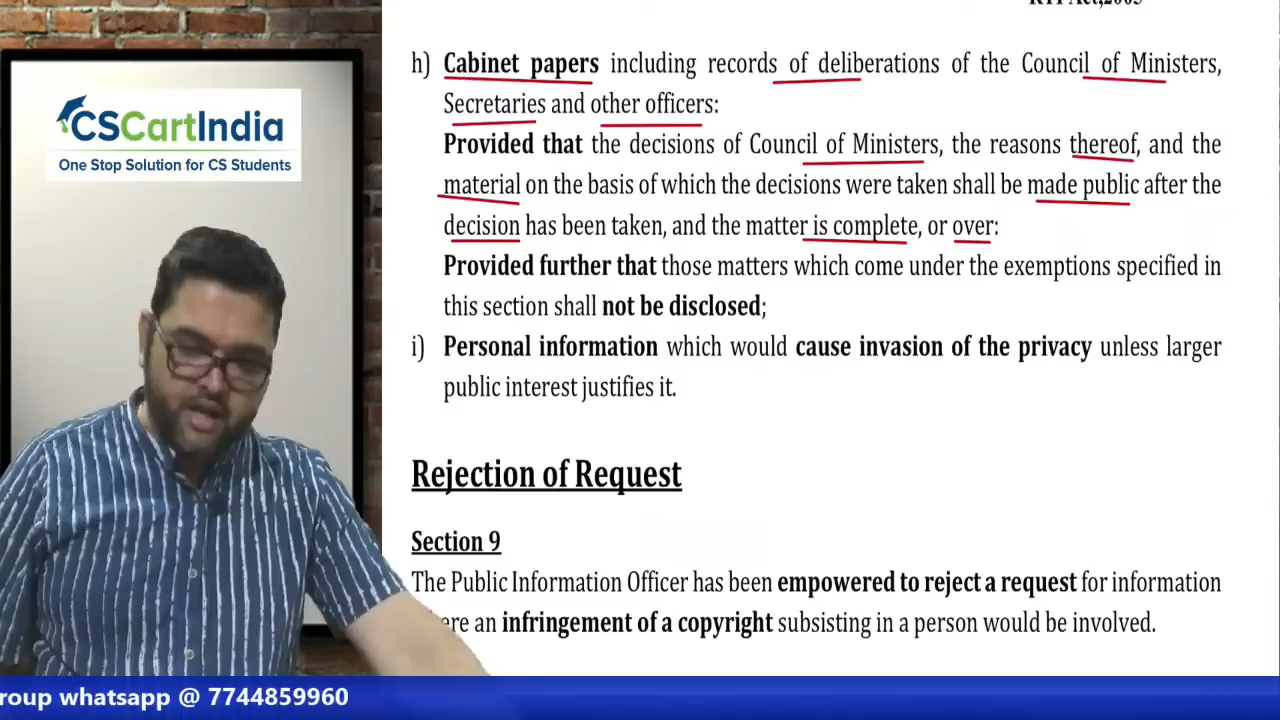 CSCartIndia
One Stop Solution for CS Students
h) Cabinet papers including records of deliberations of the Council of Ministers,
Secretaries and other officers:
Provided that the decisions of Council of Ministers, the reasons thereof, and the
material on the basis of which the decisions were taken shall be made public after the
decision has been taken, and the matter is complete, or over:
Provided further that those matters which come under the exemptions specified in
this section shall not be disclosed;
i) Personal information which would cause invasion of the privacy unless larger
public interest justifies it.
Rejection of Request
Section 9
The Public Information Officer has been empowered to reject a request for information
an infringement of a copyright subsisting in a person would be involved.
whatsapp @ 7744859960